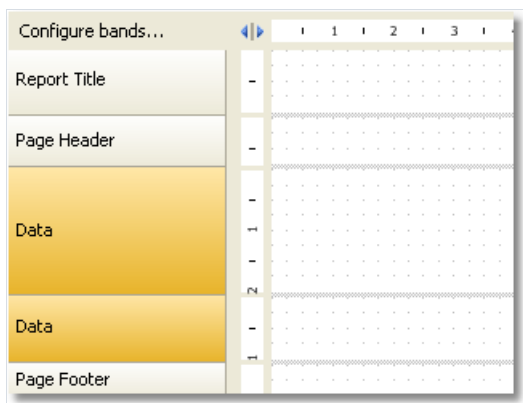 Configure bands...
1 2 3
Report Title
Page Header
Data
1
2
Data
1
Page Footer